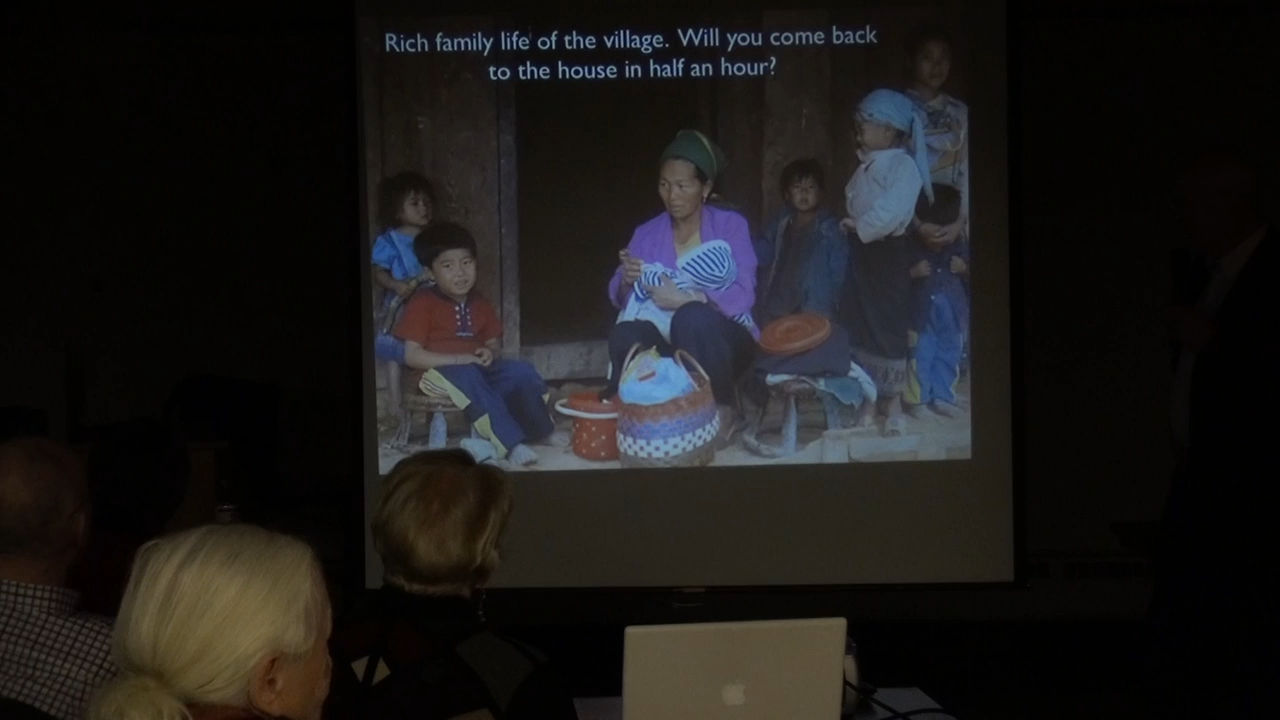 Rich family life of the village. Will you come back
to the house in half an hour?